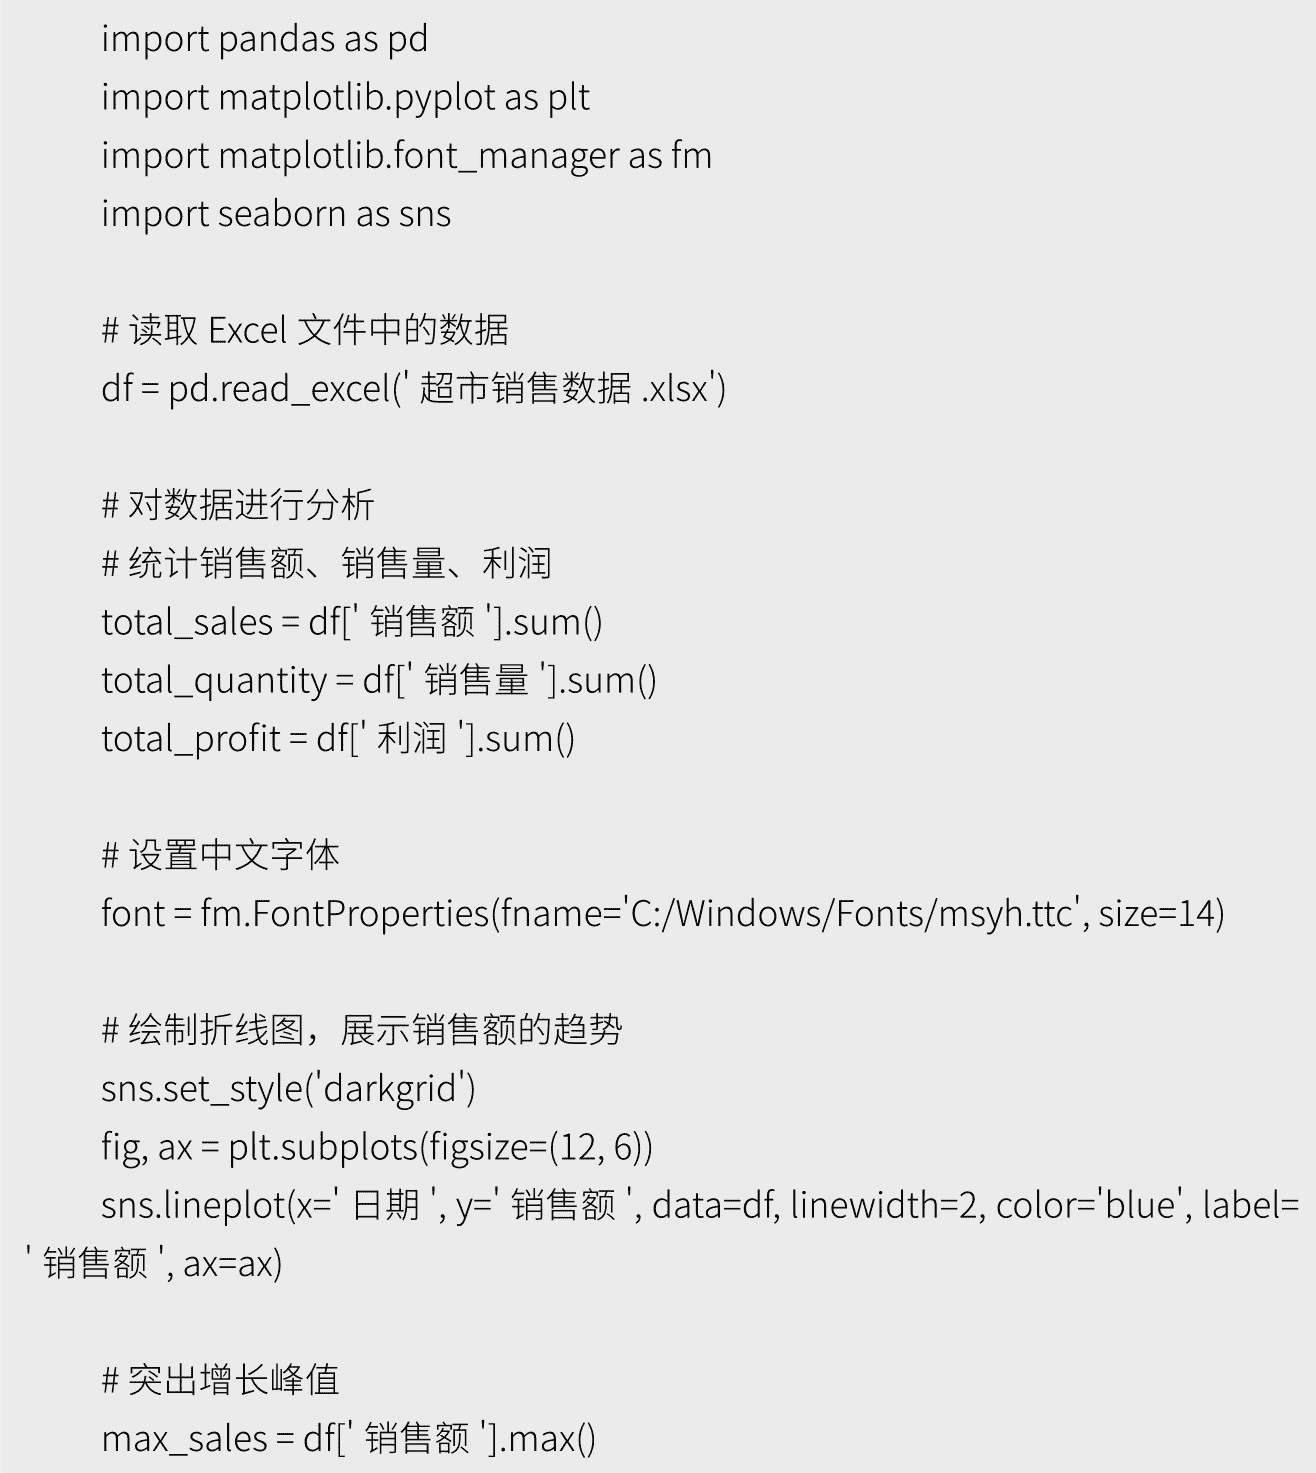 import pandas as pd
import matplotlib.pyplot as plt
import matplotlib.font_manager as fm
import seaborn as sns
# 读取 Excel 文件中的数据
df = pd.read_excel(' 超市销售数据 .xlsx')
# 对数据进行分析
# 统计销售额、销售量、利润
total_sales = df[' 销售额 '].sum()
total_quantity = df[' 销售量 '].sum()
total_profit = df[' 利润 '].sum()
# 设置中文字体
font = fm.FontProperties(fname='C:/Windows/Fonts/msyh.ttc', size=14)
# 绘制折线图，展示销售额的趋势
sns.set_style('darkgrid')
fig, ax = plt.subplots(figsize=(12, 6))
sns.lineplot(x=' 日期 ', y=' 销售额 ', data=df, linewidth=2, color='blue', label=
' 销售额 ', ax=ax)
# 突出增长峰值
max_sales = df[' 销售额 '].max()